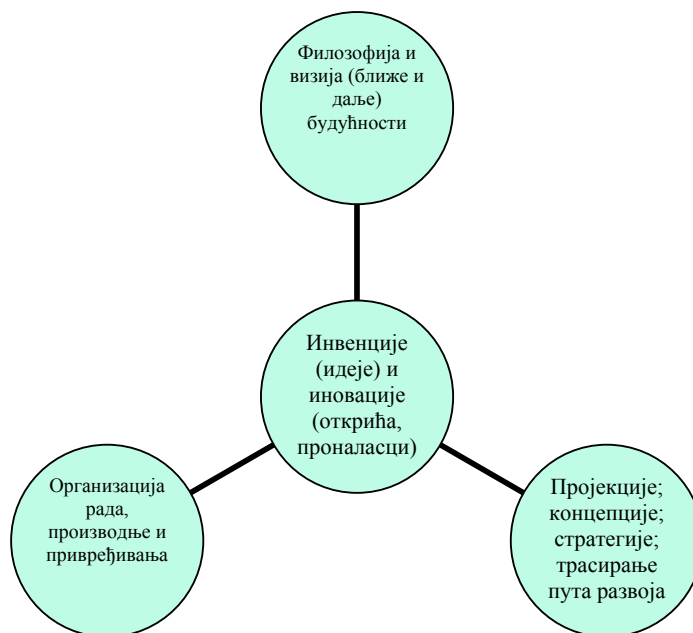 Филозофија и
визија (ближе и
даље)
будућности
Инвенције
(идеје) и
иновације
(открића,
проналасци)
Организација
рада,
производње и
привређивања
Пројекције;
концепције;
стратегије;
трасирање
пута развоја